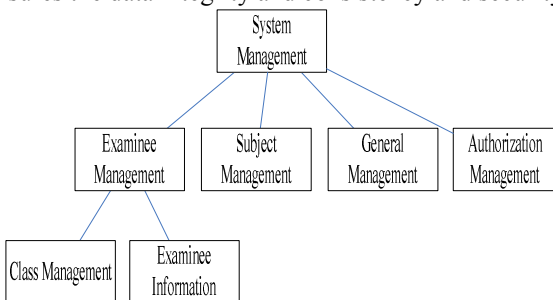 System
Management
Examinee
Management
Subject
Management
General
Management
Authorization
Management
Class Management
Examinee
Information